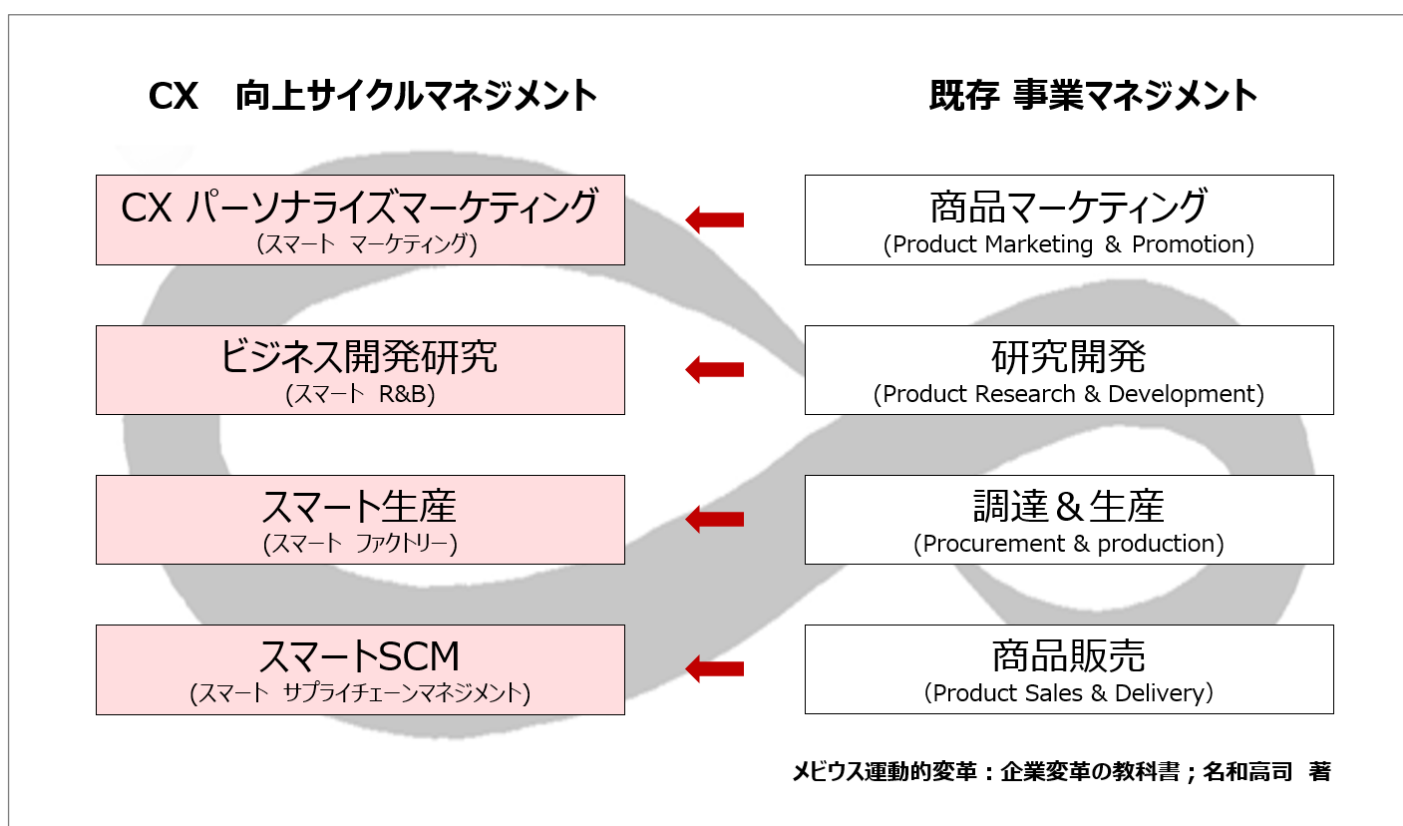 CX　向上サイクルマネジメント
既存 事業マネジメント
CX パーソナライズマーケティング
(スマート　マーケティング)
商品マーケティング
(Product Marketing ＆ Promotion)
ビジネス開発研究
(スマート　R&B)
研究開発
(Product Research & Development)
スマート生産
(スマート　ファクトリー)
調達＆生産
(Procurement & production)
スマートSCM
(スマート　サプライチェーンマネジメント)
商品販売
（Product Sales & Delivery）
メビウス運動的変革：企業変革の教科書；名和高司　著